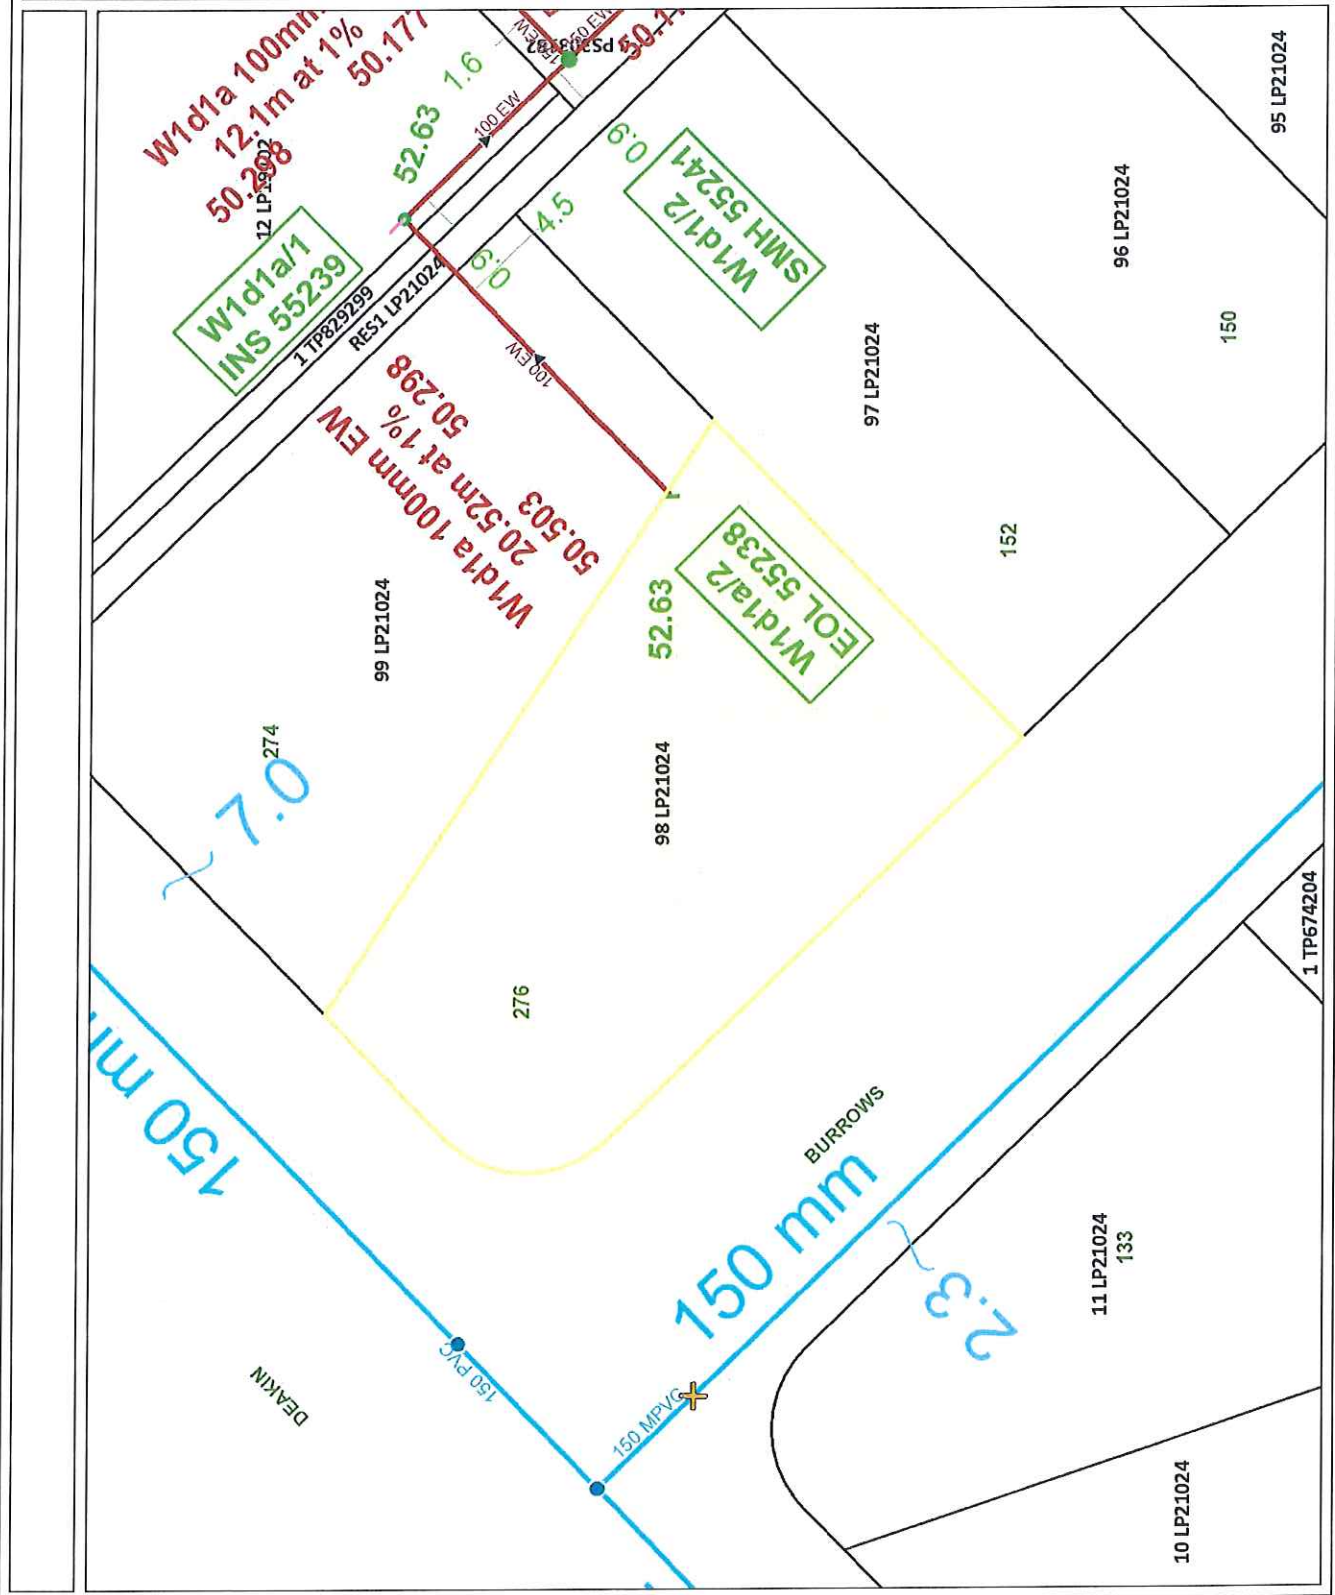 W1d1a 100mm
12.1m at 1%
50.298
50.177
12 LP19902
52.63
1.6
100 EW
50.1
W1d1a/1
INS 55239
1 TP829299
RES1 LP21024
0.9
4.5
0.9
W1d1/2
SMH 55241
95 LP21024
96 LP21024
150
97 LP21024
152
100 EW
W1d1a 100mm EW
20.52m at 1%
50.503
50.298
99 LP21024
274
7.0
52.63
W1d1a/2
EOL 55238
98 LP21024
276
150 m
BURROWS
150 mm
2.3
1 TP674204
11 LP21024
133
10 LP21024
DEAKIN
150 PVC
150 MPVC